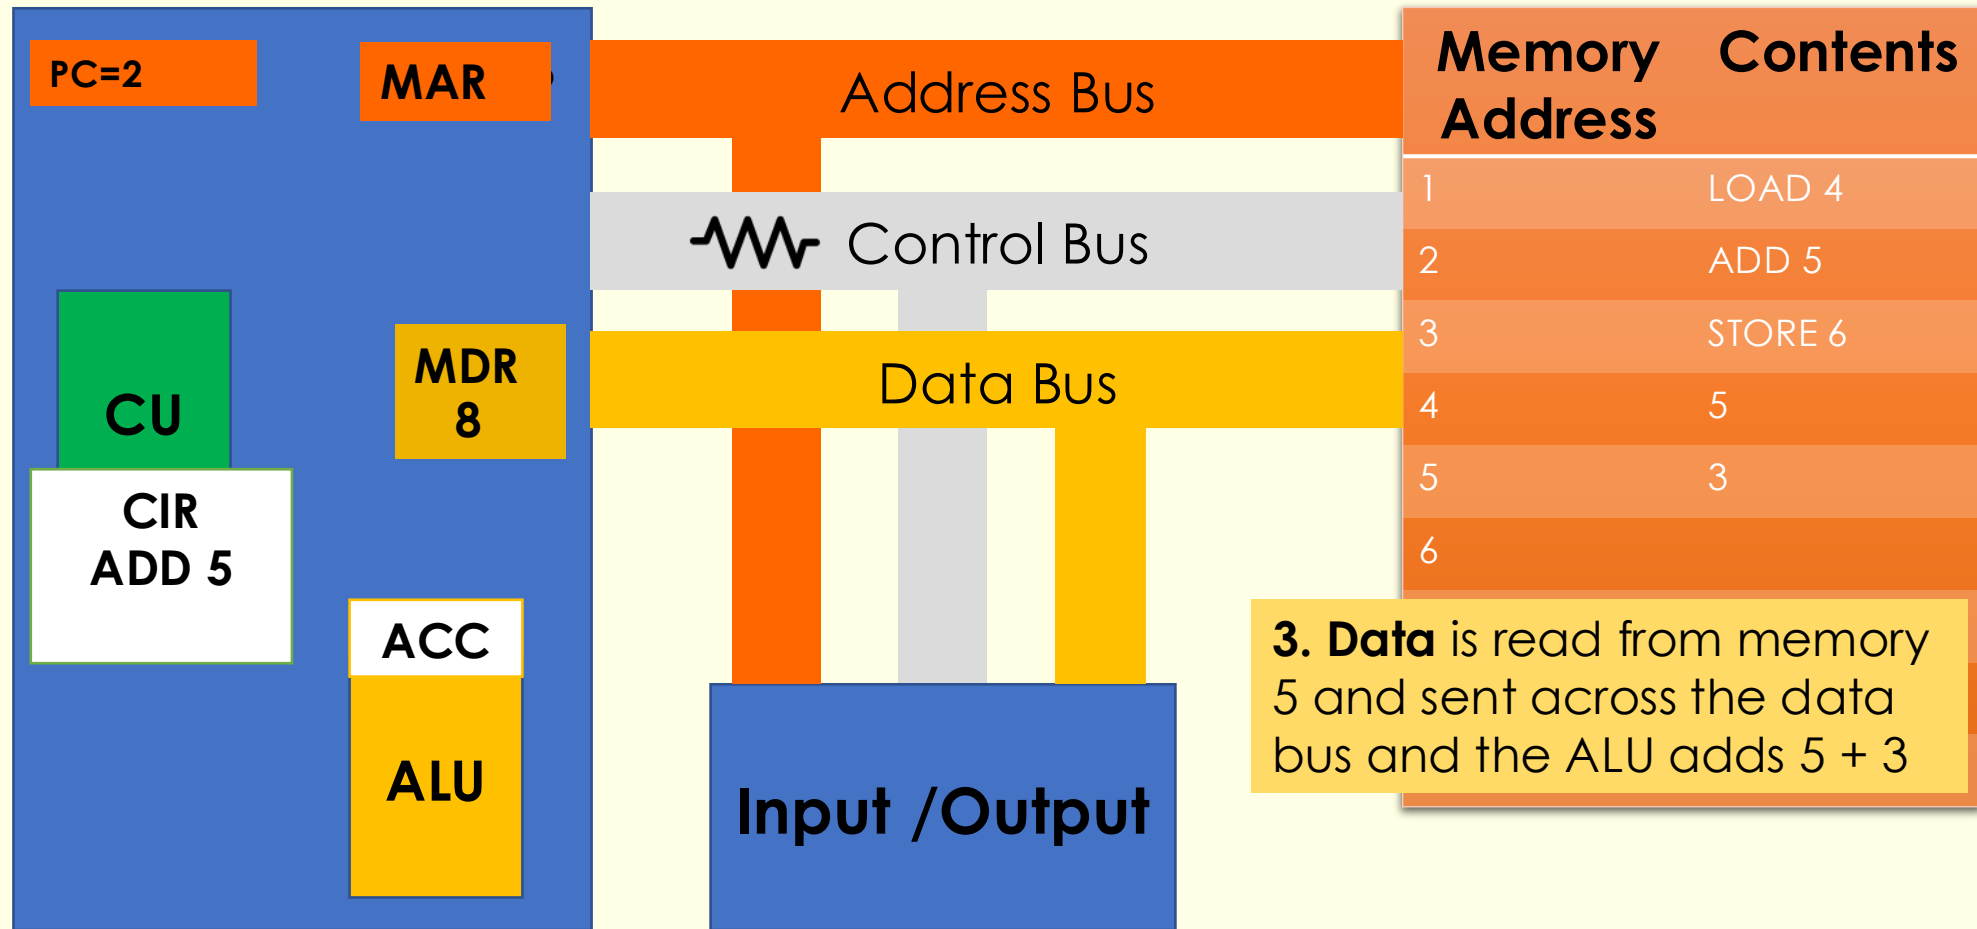 PC=2
MAR
Address Bus
Control Bus
Data Bus
CU
MDR
8
CIR
ADD 5
ACC
ALU
Input /Output
Memory Contents
Address
1 LOAD 4
2 ADD 5
3 STORE 6
4 5
5 3
6
3. Data is read from memory
5 and sent across the data
bus and the ALU adds 5 + 3